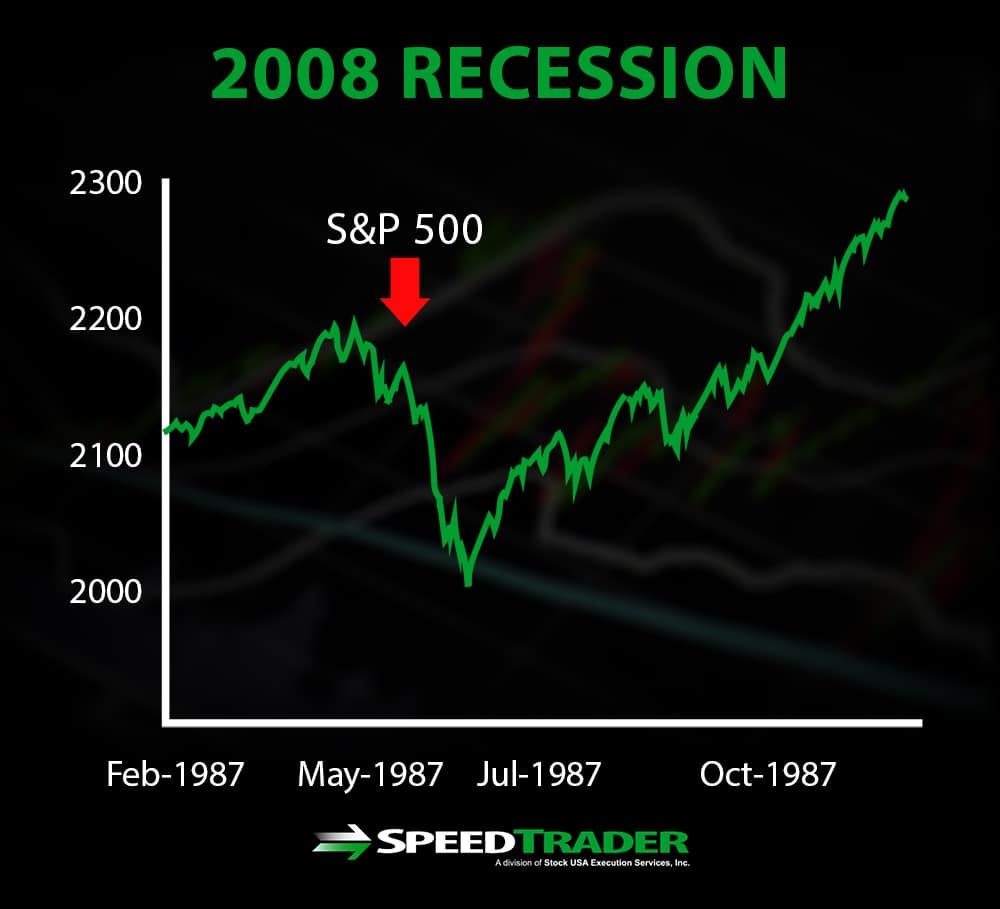 2008 RECESSION
2300
S&P 500
2200
2100
2000
Feb-1987 May-1987 Jul-1987 Oct-1987
SPEEDTRADER
A division of Stock USA Execution Services, Inc.